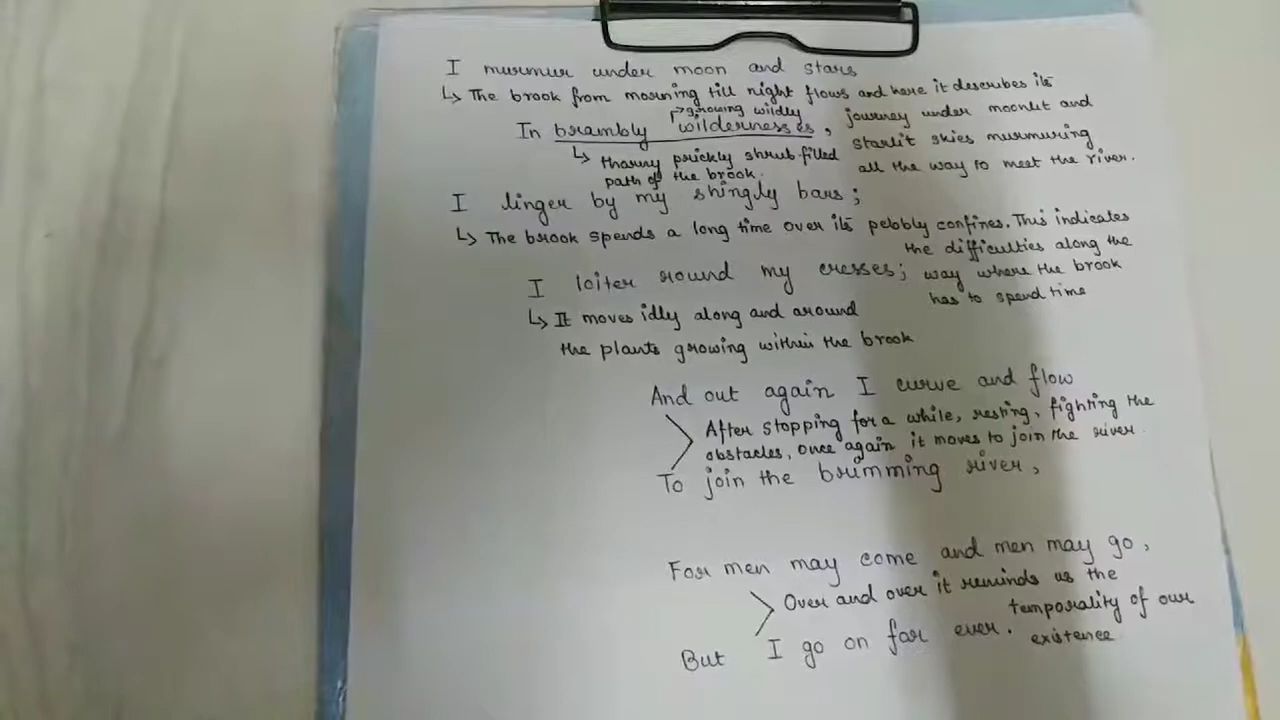 I murmur under moon and stars
↳ The brook from morning till night flows and here it describes its
journey under moonlit and
starlit skies murmuring
all the way to meet the river.
↱ growing wildly
In brambly wildernesses,
↳ thorny prickly shrub filled
path of the brook.
I linger by my shingly bars;
↳ The brook spends a long time over its pebbly confines. This indicates
the difficulties along the
way where the brook
has to spend time
I loiter round my cresses;
↳ It moves idly along and around
the plants growing within the brook
And out again I curve and flow
After stopping for a while, resting, fighting the
obstacles, once again it moves to join the river.
To join the brimming river,
For men may come and men may go,
Over and over it reminds us the
temporality of our
existence
But I go on for ever.